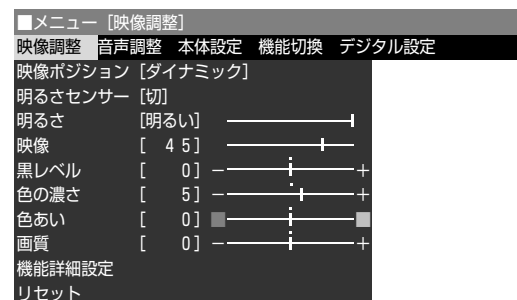 ■メニュー [映像調整]
映像調整 音声調整 本体設定 機能切換 デジタル設定
映像ポジション [ダイナミック]
明るさセンサー [切]
明るさ [明るい]
映像 [ 45]
黒レベル [ 0] − +
色の濃さ [ 5] − +
色あい [ 0]
画質 [ 0] − +
機能詳細設定
リセット